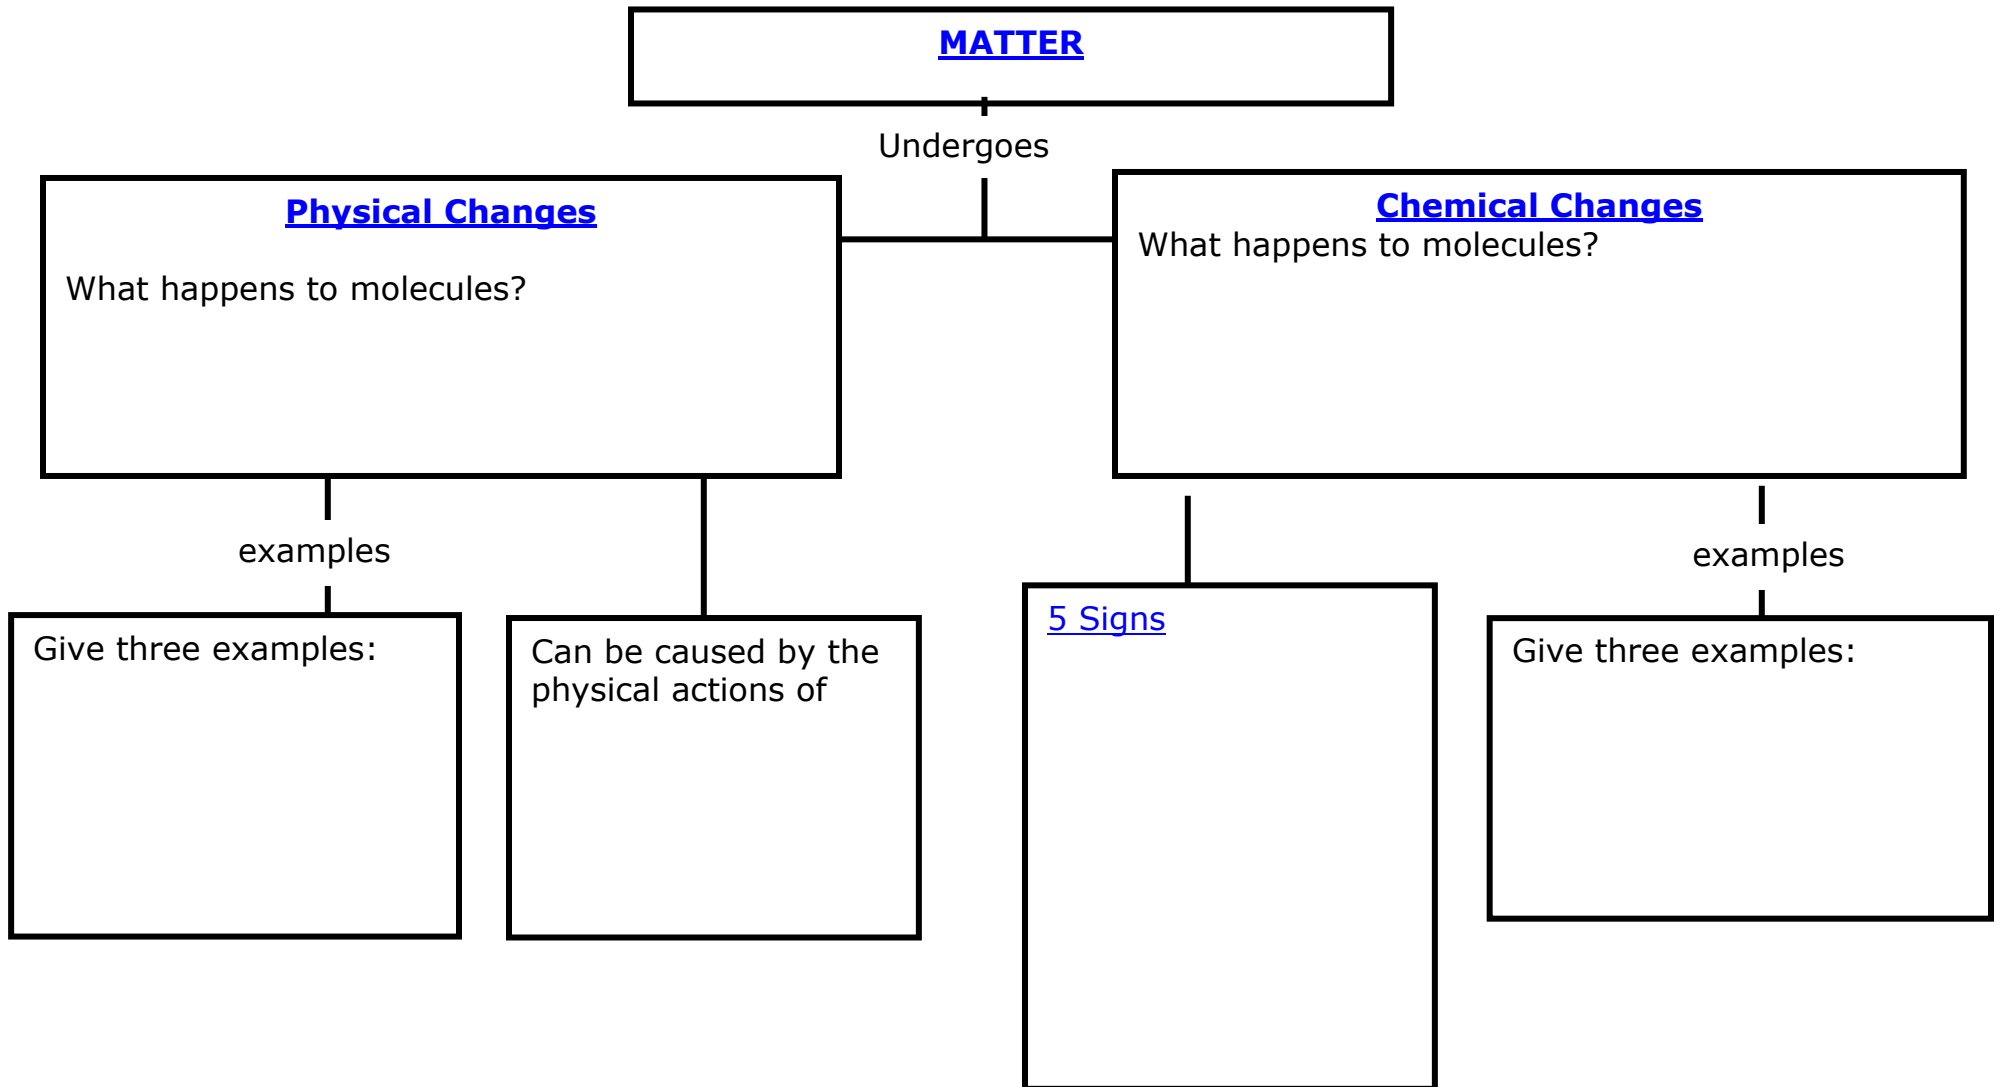 MATTER
Undergoes
Physical Changes
What happens to molecules?
Chemical Changes
What happens to molecules?
examples
examples
Give three examples:
Can be caused by the
physical actions of
5 Signs
Give three examples: